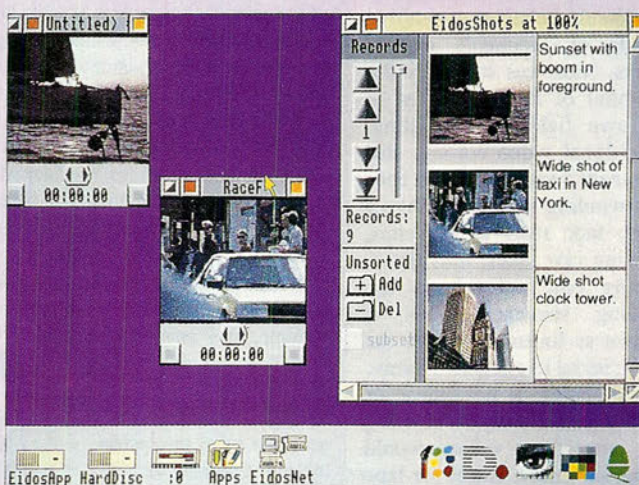 Untitled>
00:00:00
RaceF
00:00:00
EidosShots at 100%
Records
1
Records:
9
Unsorted
Add
Del
subset
Sunset with
boom in
foreground.
Wide shot of
taxi in New
York.
Wide shot
clock tower.
EidosApp
HardDisc
:0
Apps
EidosNet